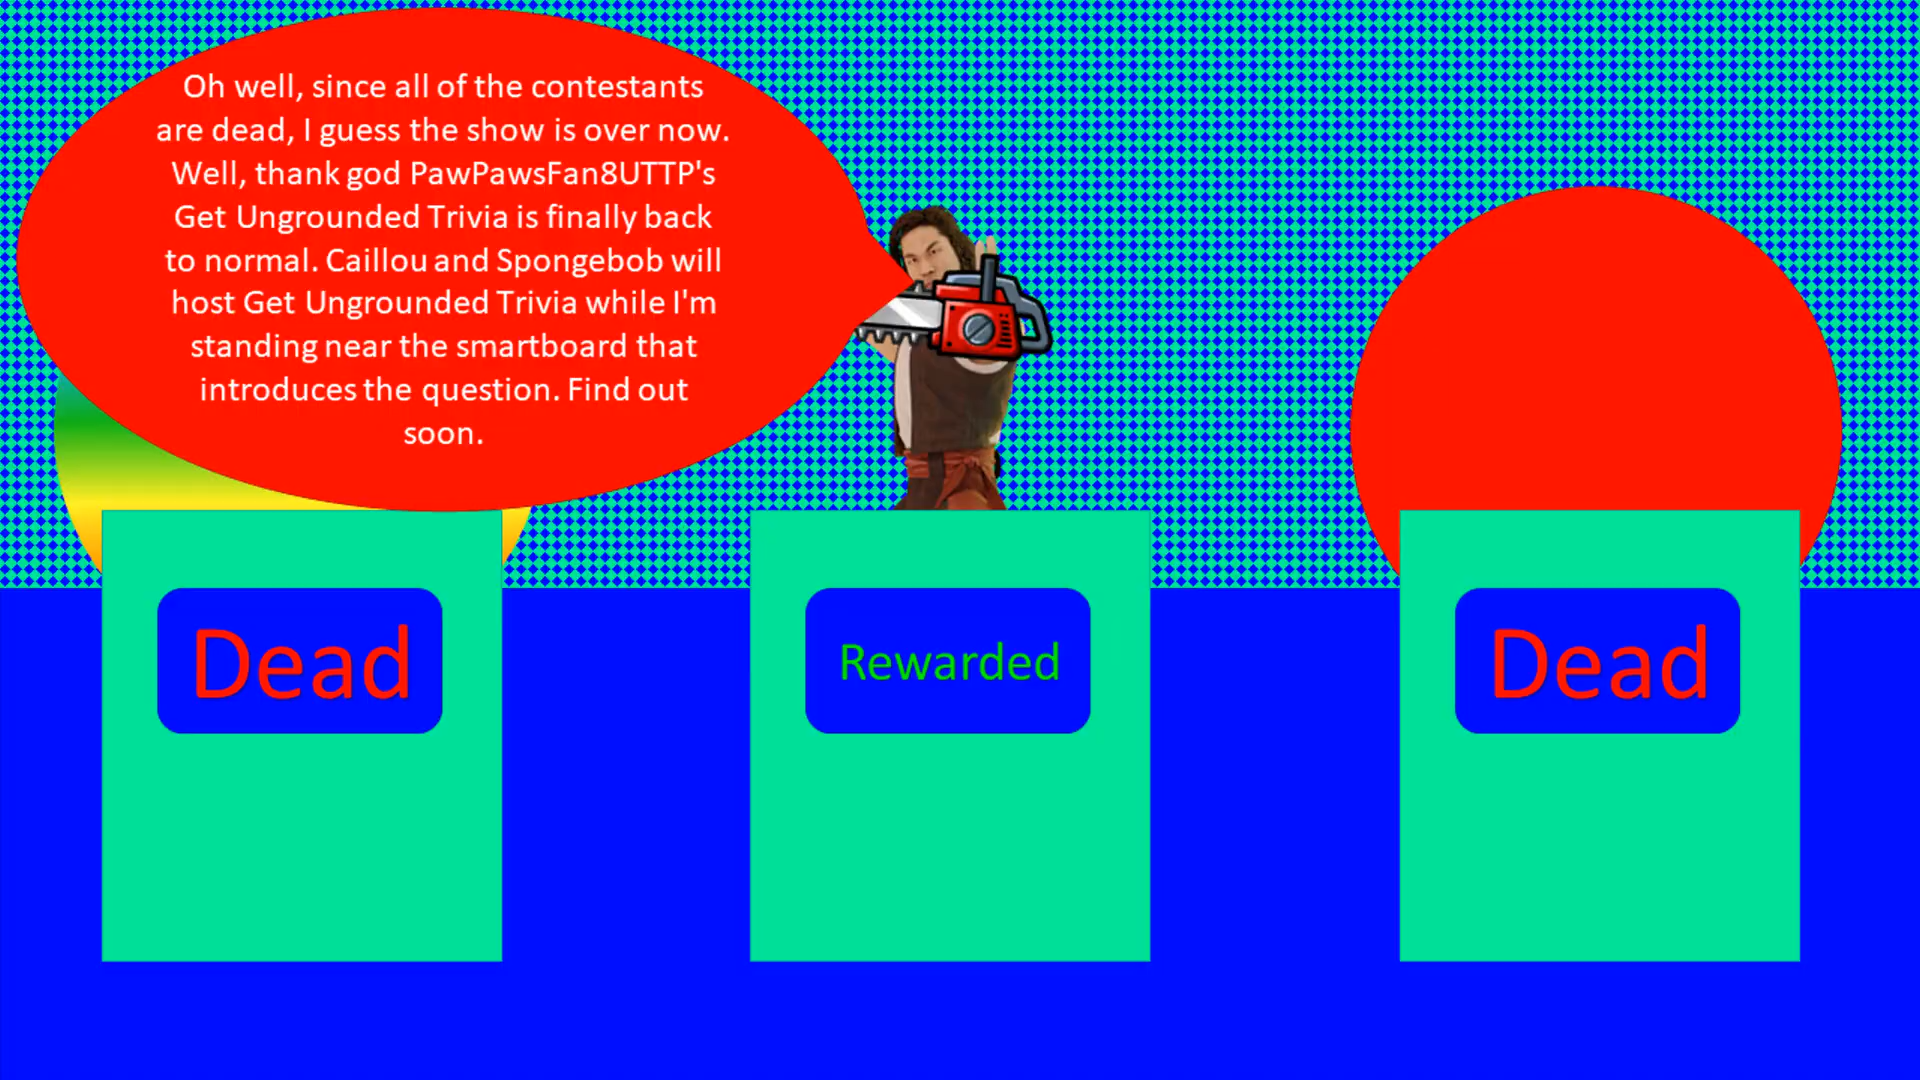 Oh well, since all of the contestants
are dead, I guess the show is over now.
Well, thank god PawPawsFan8UTTP's
Get Ungrounded Trivia is finally back
to normal. Caillou and Spongebob will
host Get Ungrounded Trivia while I'm
standing near the smartboard that
introduces the question. Find out
soon.
Dead
Rewarded
Dead